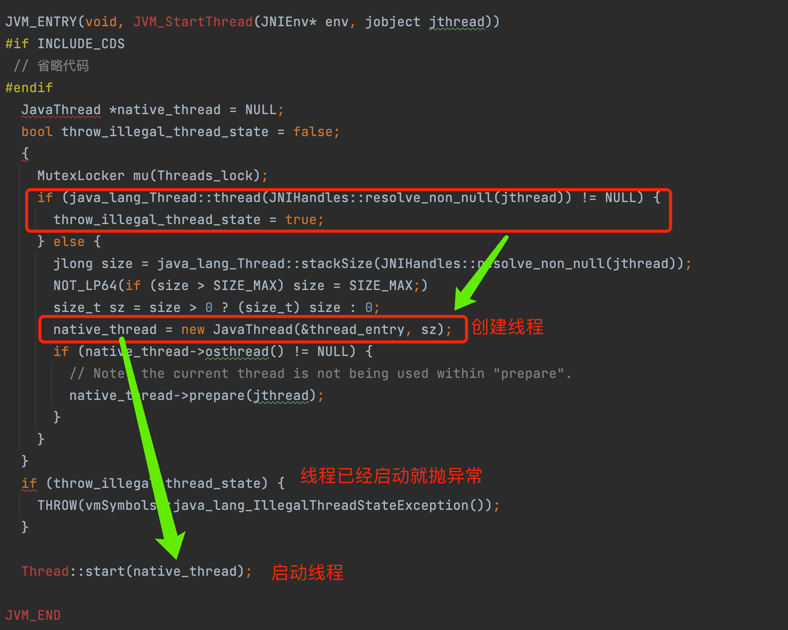 JVM_ENTRY(void, JVM_StartThread(JNIEnv* env, jobject jthread))
#if INCLUDE_CDS
// 省略代码
#endif
JavaThread *native_thread = NULL;
bool throw_illegal_thread_state = false;
{
MutexLocker mu(Threads_lock);
if (java_lang_Thread::thread(JNIHandles::resolve_non_null(jthread)) != NULL) {
throw_illegal_thread_state = true;
} else {
jlong size = java_lang_Thread::stackSize(JNIHandles::resolve_non_null(jthread));
NOT_LP64(if (size > SIZE_MAX) size = SIZE_MAX;)
size_t sz = size > 0 ? (size_t) size : 0;
native_thread = new JavaThread(&thread_entry, sz); 创建线程
if (native_thread->osthread() != NULL) {
// Note the current thread is not being used within "prepare".
native_thread->prepare(jthread);
}
}
}
线程已经启动就抛异常
if (throw_illegal_thread_state) {
THROW(vmSymbols::java_lang_IllegalThreadStateException());
}
Thread::start(native_thread); 启动线程
JVM_END